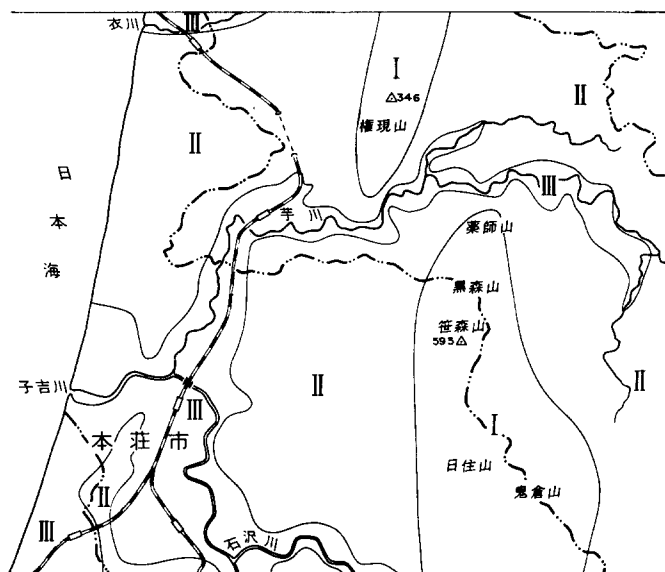 衣川
Ⅲ
Ⅰ
△346
権現山
Ⅱ
Ⅱ
日本海
芋川
Ⅲ
薬師山
黒森山
笹森山
593△
Ⅱ
Ⅱ
子吉川
Ⅲ
本荘市
Ⅰ
日住山
鬼倉山
Ⅱ
Ⅲ
石沢川